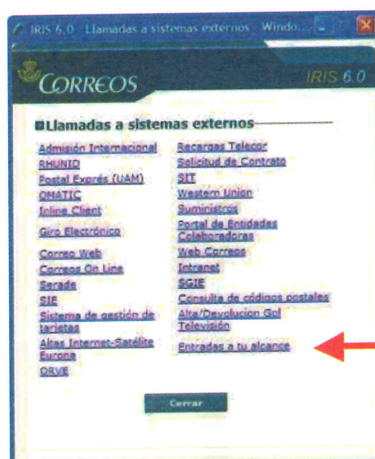 IRIS 6.0 Llamadas a sistemas externos - Windo...
CORREOS
IRIS 6.0
Llamadas a sistemas externos
Admisión Internacional
RHUNID
Postal Exprés (UAM)
OMATIC
Inline Client
Giro Electrónico
Correo Web
Correos On Line
Serade
SIE
Sistema de gestión de
tarjetas
Altas Internet-Satélite
Eurona
ORVE
Recargas Telecor
Solicitud de Contrato
SIT
Western Union
Suministros
Portal de Entidades
Colaboradoras
Web Correos
Intranet
SGIE
Consulta de códigos postales
Alta/Devolucion Gol
Televisión
Entradas a tu alcance
Cerrar